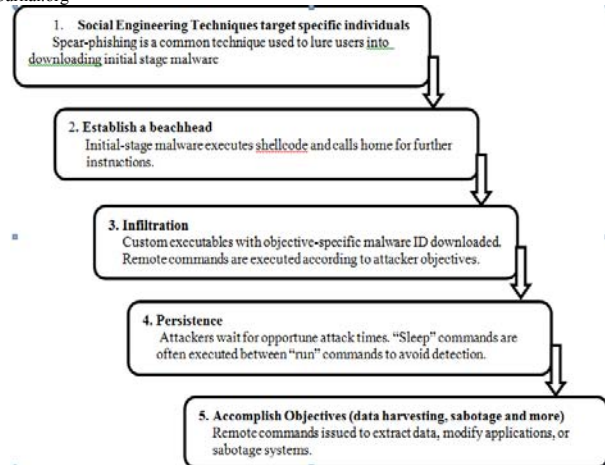 1. Social Engineering Techniques target specific individuals
Spear-phishing is a common technique used to lure users into
downloading initial stage malware
2. Establish a beachhead
Initial-stage malware executes shellcode and calls home for further
instructions.
3. Infiltration
Custom executables with objective-specific malware ID downloaded.
Remote commands are executed according to attacker objectives.
4. Persistence
Attackers wait for opportune attack times. “Sleep” commands are
often executed between “run” commands to avoid detection.
5. Accomplish Objectives (data harvesting, sabotage and more)
Remote commands issued to extract data, modify applications, or
sabotage systems.